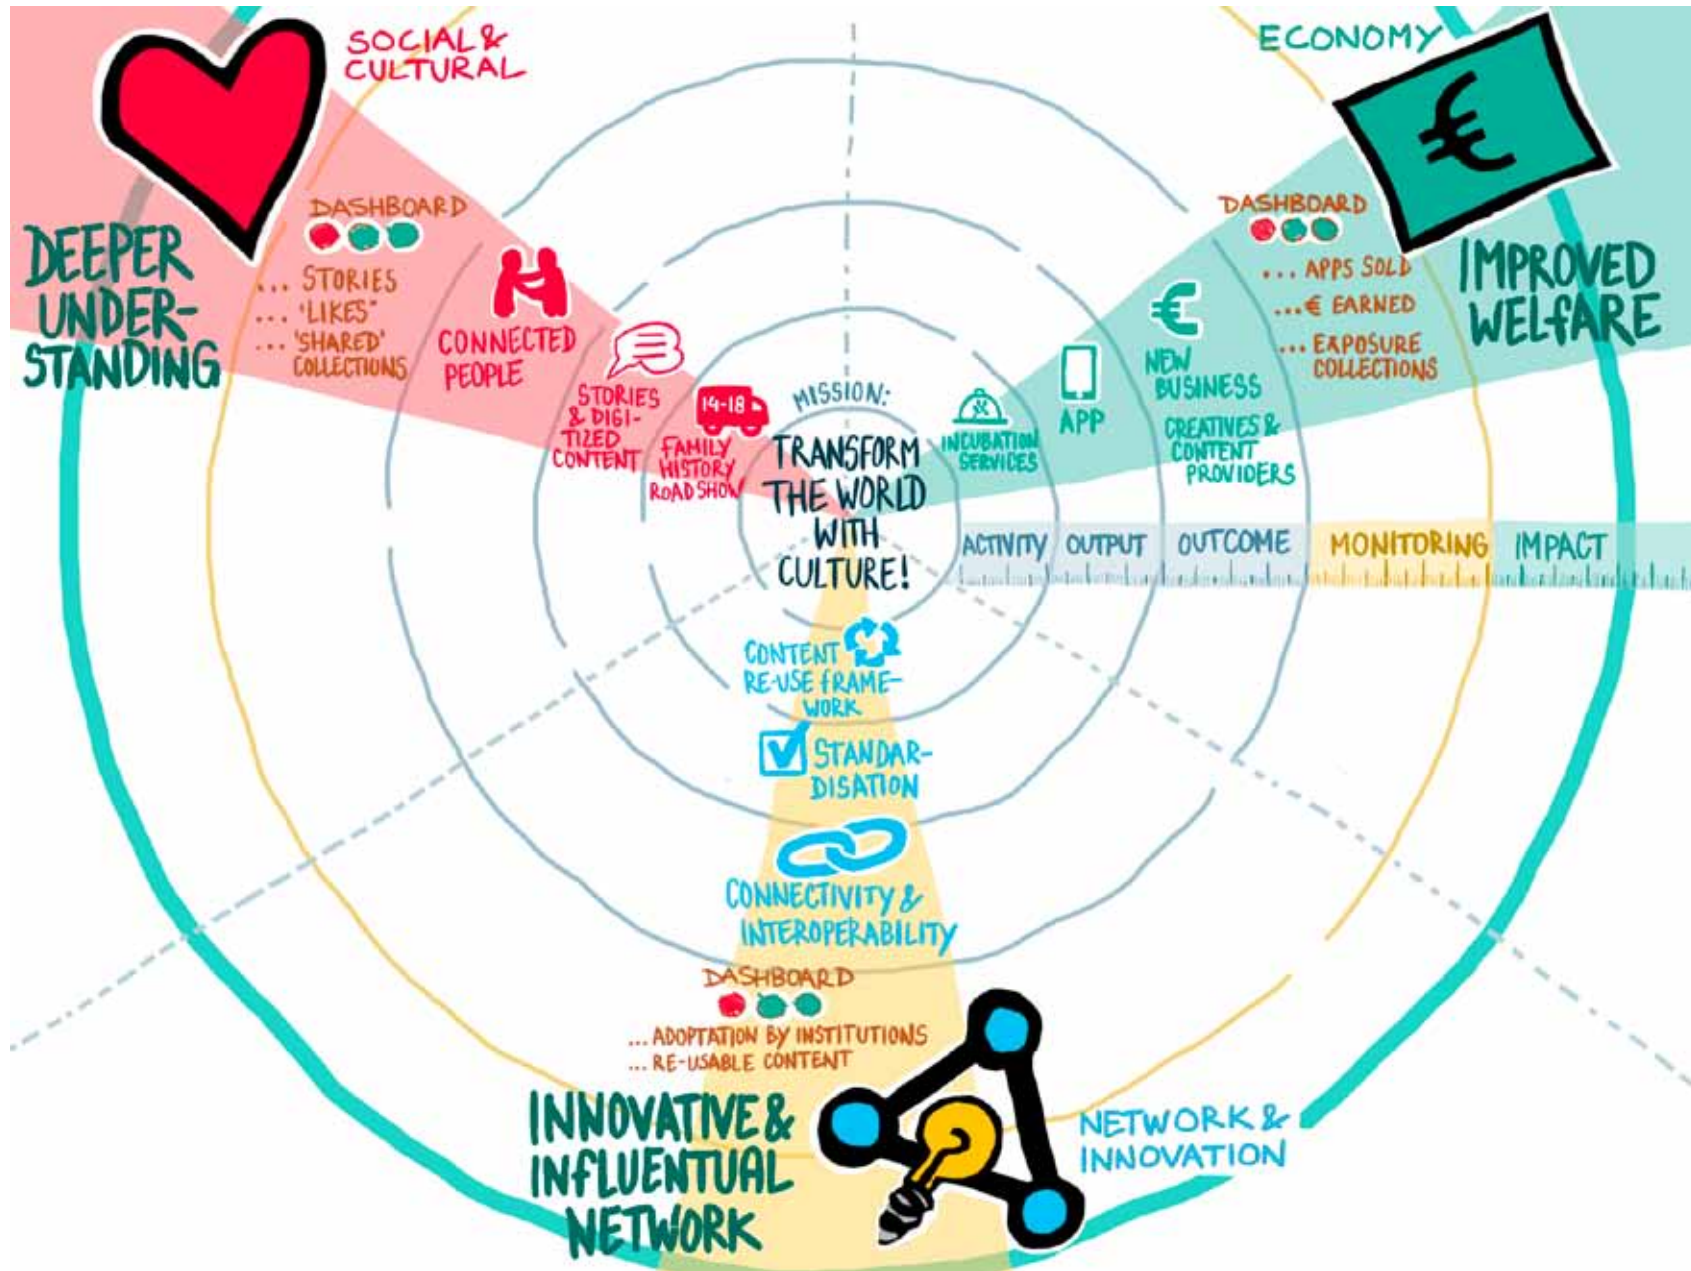 SOCIAL &
CULTURAL
DEEPER
UNDER-
STANDING
DASHBOARD
... STORIES
... 'LIKES"
... 'SHARED'
COLLECTIONS
CONNECTED
PEOPLE
STORIES
& DIGI-
TIZED
CONTENT
14-18
FAMILY
HISTORY
ROADSHOW
MISSION:
TRANSFORM
THE WORLD
WITH
CULTURE!
ECONOMY
€
IMPROVED
WELFARE
DASHBOARD
... APPS SOLD
...€ EARNED
... EXPOSURE
COLLECTIONS
€
NEW
BUSINESS
CREATIVES &
CONTENT
PROVIDERS
APP
INCUBATION
SERVICES
ACTIVITY OUTPUT OUTCOME MONITORING IMPACT
CONTENT
RE-USE FRAME-
WORK
STANDAR-
DISATION
CONNECTIVITY &
INTEROPERABILITY
DASHBOARD
... ADOPTATION BY INSTITUTIONS
... RE-USABLE CONTENT
INNOVATIVE &
INFLUENTUAL
NETWORK
NETWORK &
INNOVATION